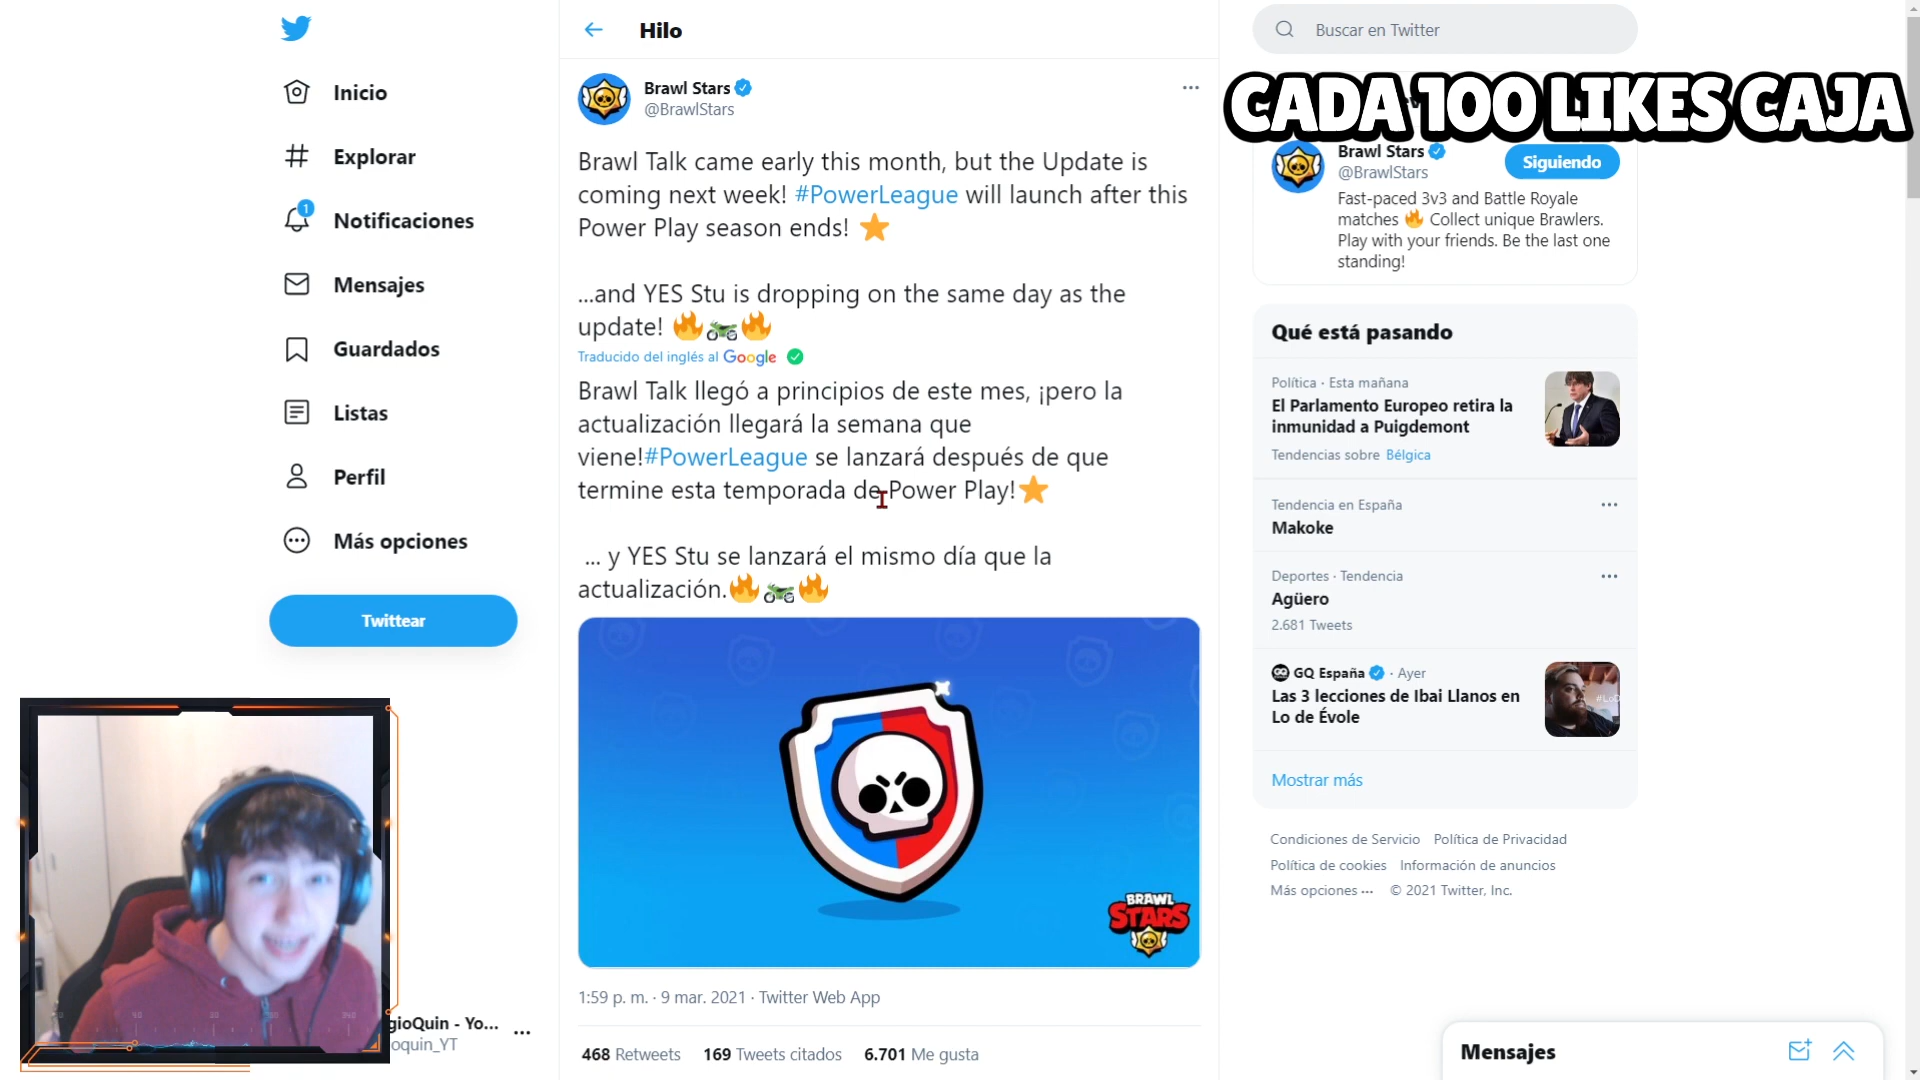 Inicio
Explorar
1
Notificaciones
Mensajes
Guardados
Listas
Perfil
Más opciones
Twittear
gioQuin - Yo...
oquin_YT
Hilo
Brawl Stars
@BrawlStars
Brawl Talk came early this month, but the Update is
coming next week! #PowerLeague will launch after this
Power Play season ends!
...and YES Stu is dropping on the same day as the
update!
Traducido del inglés al Google
Brawl Talk llegó a principios de este mes, ¡pero la
actualización llegará la semana que
viene!#PowerLeague se lanzará después de que
termine esta temporada de Power Play!
... y YES Stu se lanzará el mismo día que la
actualización.
BRAWL
STARS
1:59 p. m. · 9 mar. 2021 · Twitter Web App
468 Retweets 169 Tweets citados 6.701 Me gusta
Buscar en Twitter
CADA 100 LIKES CAJA
Brawl Stars
@BrawlStars
Siguiendo
Fast-paced 3v3 and Battle Royale
matches Collect unique Brawlers.
Play with your friends. Be the last one
standing!
Qué está pasando
Política · Esta mañana
El Parlamento Europeo retira la
inmunidad a Puigdemont
Tendencias sobre Bélgica
Tendencia en España
Makoke
Deportes · Tendencia
Agüero
2.681 Tweets
GQ España · Ayer
Las 3 lecciones de Ibai Llanos en
Lo de Évole
Mostrar más
Condiciones de Servicio Política de Privacidad
Política de cookies Información de anuncios
Más opciones ··· © 2021 Twitter, Inc.
Mensajes